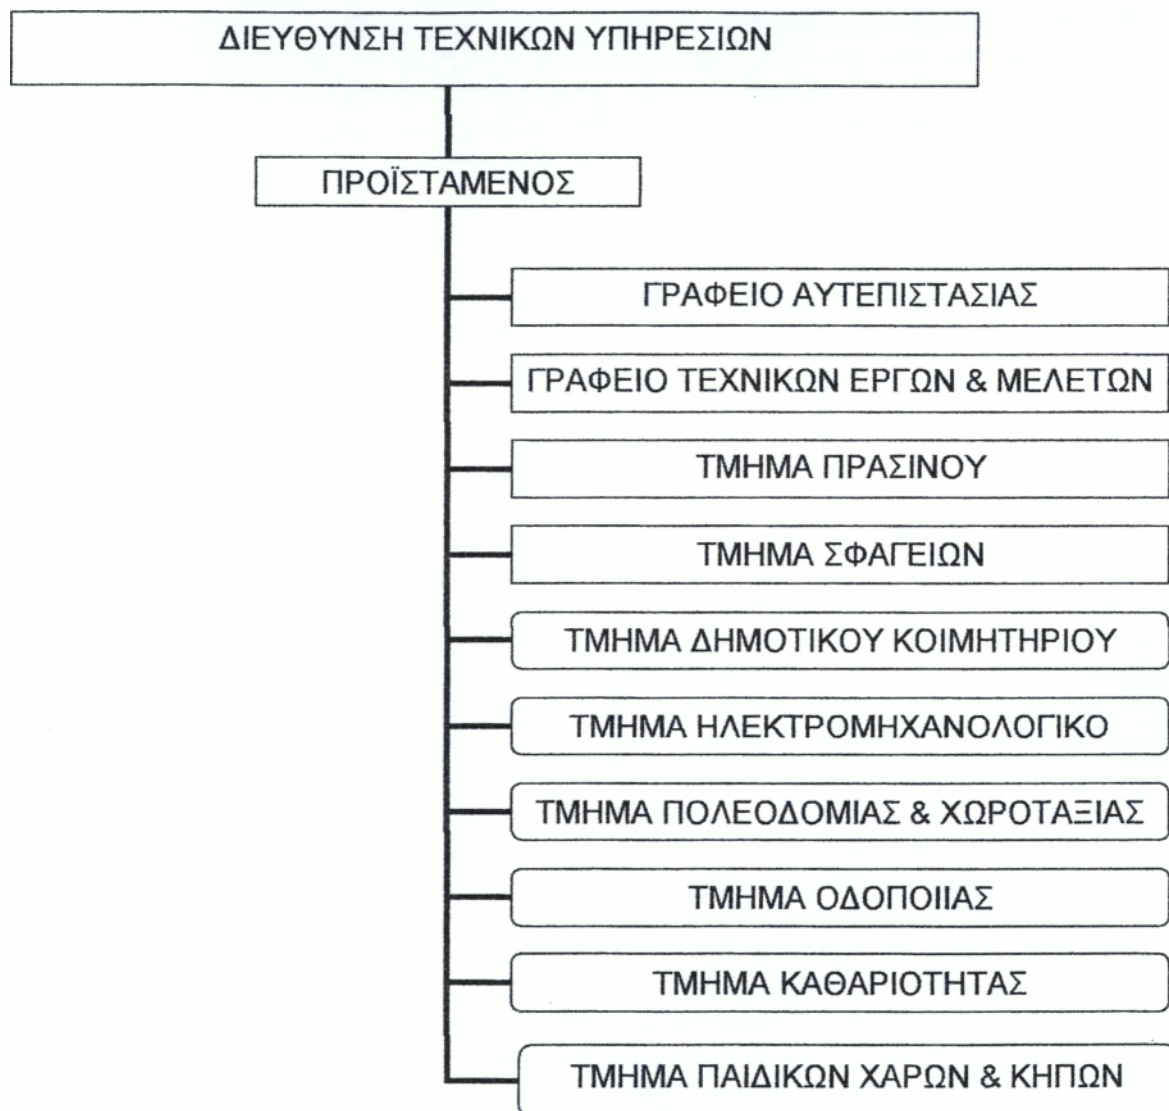 ΔΙΕΥΘΥΝΣΗ ΤΕΧΝΙΚΩΝ ΥΠΗΡΕΣΙΩΝ
ΠΡΟΪΣΤΑΜΕΝΟΣ
ΓΡΑΦΕΙΟ ΑΥΤΕΠΙΣΤΑΣΙΑΣ
ΓΡΑΦΕΙΟ ΤΕΧΝΙΚΩΝ ΕΡΓΩΝ & ΜΕΛΕΤΩΝ
ΤΜΗΜΑ ΠΡΑΣΙΝΟΥ
ΤΜΗΜΑ ΣΦΑΓΕΙΩΝ
ΤΜΗΜΑ ΔΗΜΟΤΙΚΟΥ ΚΟΙΜΗΤΗΡΙΟΥ
ΤΜΗΜΑ ΗΛΕΚΤΡΟΜΗΧΑΝΟΛΟΓΙΚΟ
ΤΜΗΜΑ ΠΟΛΕΟΔΟΜΙΑΣ & ΧΩΡΟΤΑΞΙΑΣ
ΤΜΗΜΑ ΟΔΟΠΟΙΙΑΣ
ΤΜΗΜΑ ΚΑΘΑΡΙΟΤΗΤΑΣ
ΤΜΗΜΑ ΠΑΙΔΙΚΩΝ ΧΑΡΩΝ & ΚΗΠΩΝ